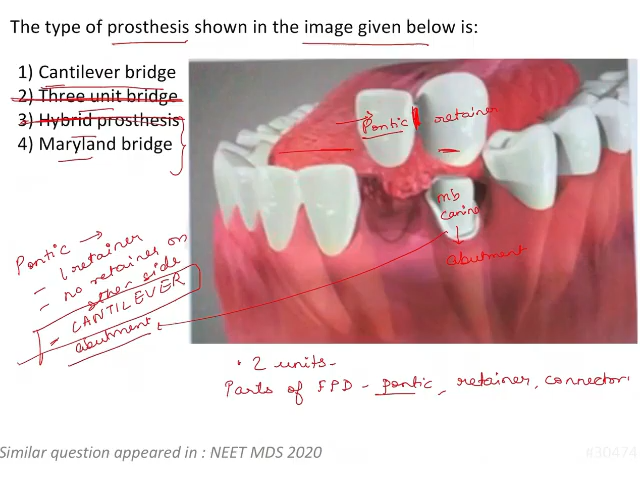 The type of prosthesis shown in the image given below is:
1) Cantilever bridge
2) Three unit bridge
3) Hybrid prosthesis
4) Maryland bridge
Pontic retainer
mb
canine
abutment
Pontic →
- 1 retainer
- no retainer on
other side
- CANTILEVER
abutment
• 2 units-
Parts of FPD - pontic, retainer, connector
Similar question appeared in : NEET MDS 2020
#30474